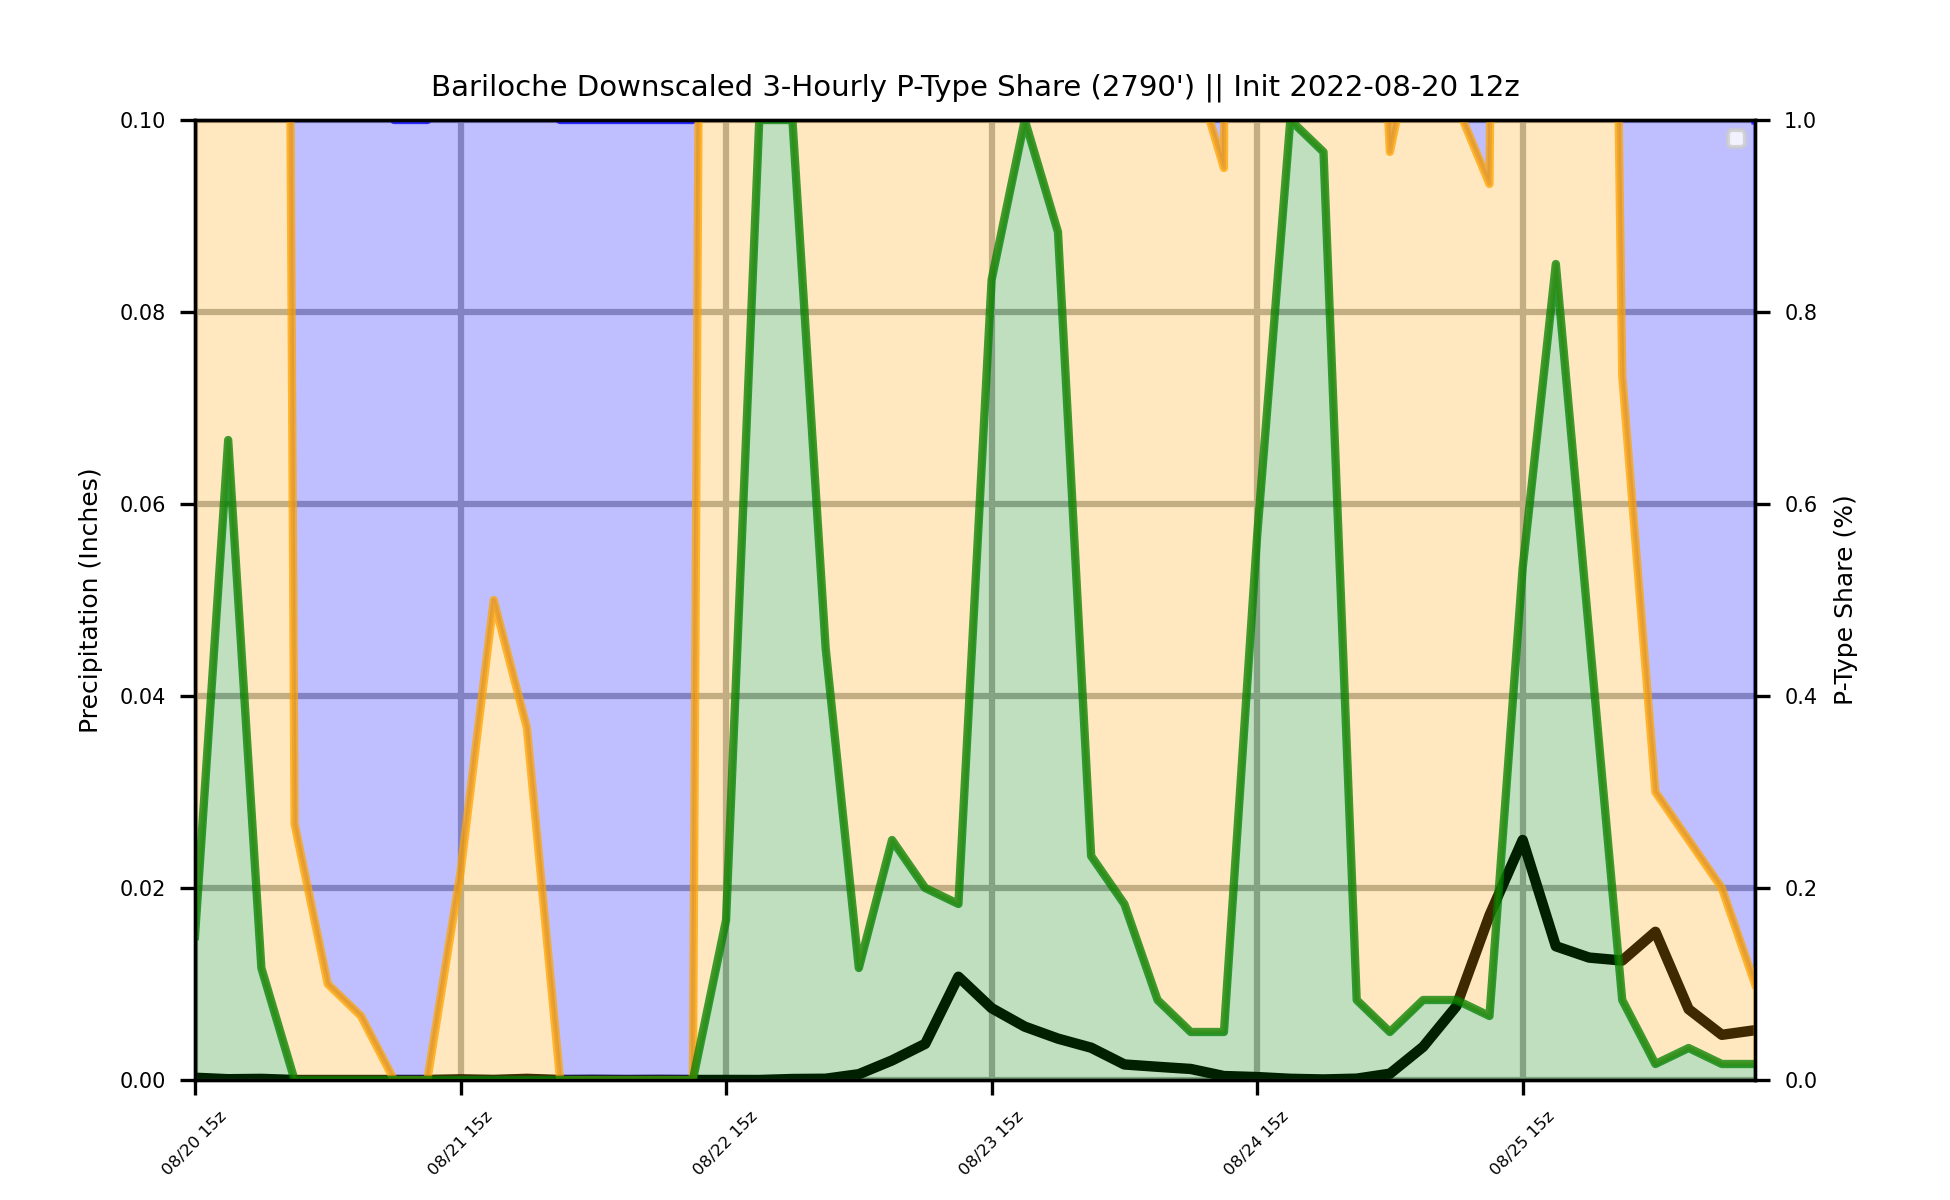 Bariloche Downscaled 3-Hourly P-Type Share (2790') || Init 2022-08-20 12z
0.10
0.08
0.06
0.04
0.02
0.00
Precipitation (Inches)
1.0
0.8
0.6
0.4
0.2
0.0
P-Type Share (%)
08/20 15z
08/21 15z
08/22 15z
08/23 15z
08/24 15z
08/25 15z